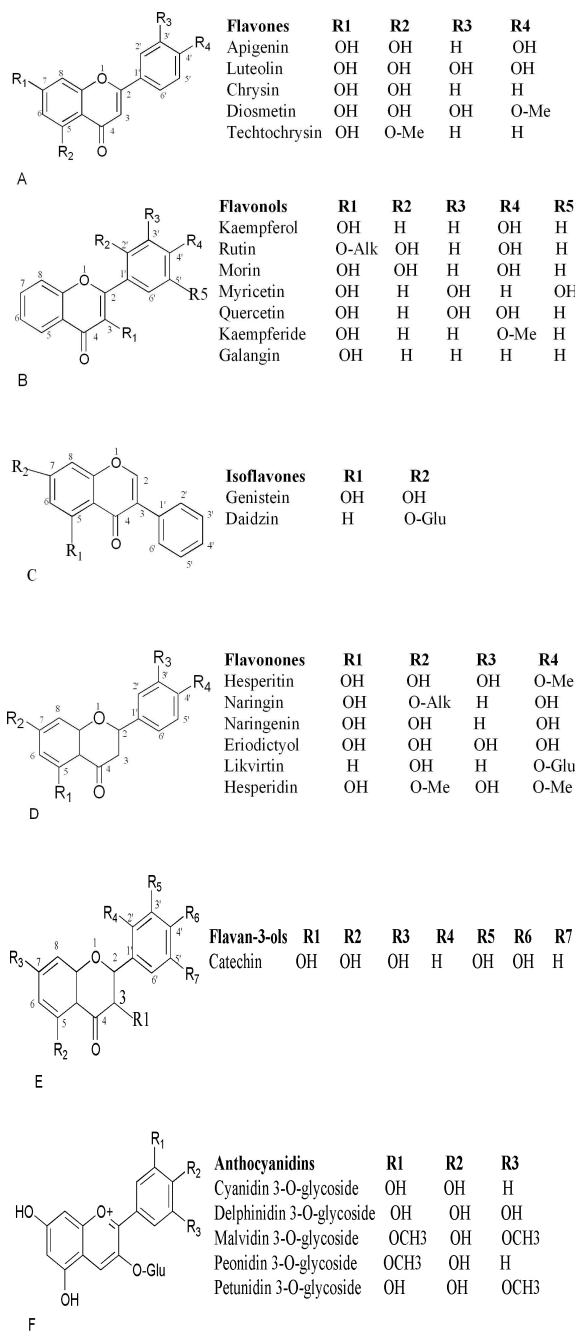 Flavones R1 R2 R3 R4
Apigenin OH OH H OH
Luteolin OH OH OH OH
Chrysin OH OH H H
Diosmetin OH OH OH O-Me
Techtochrysin OH O-Me H H
R3
R4
R1
R2
O
O
1 2 3 4 5 6 7 8 1' 2' 3' 4' 5' 6'
A
Flavonols R1 R2 R3 R4 R5
Kaempferol OH H H OH H
Rutin O-Alk OH H OH H
Morin OH OH H OH H
Myricetin OH H OH H OH
Quercetin OH H OH OH H
Kaempferide OH H H O-Me H
Galangin OH H H H H
R3
R2
R4
R5
R1
O
O
1 2 3 4 5 6 7 8 1' 2' 3' 4' 5' 6'
B
Isoflavones R1 R2
Genistein OH OH
Daidzin H O-Glu
R2
R1
O
O
1 2 3 4 5 6 7 8 1' 2' 3' 4' 5' 6'
C
Flavonones R1 R2 R3 R4
Hesperitin OH OH OH O-Me
Naringin OH O-Alk H OH
Naringenin OH OH H OH
Eriodictyol OH OH OH OH
Likvirtin H OH H O-Glu
Hesperidin OH O-Me OH O-Me
R3
R4
R2
R1
O
O
1 2 3 4 5 6 7 8 1' 2' 3' 4' 5' 6'
D
Flavan-3-ols R1 R2 R3 R4 R5 R6 R7
Catechin OH OH OH H OH OH H
R5
R4
R6
R3
R7
R1
R2
O
O
1 2 3 4 5 6 7 8 1' 2' 3' 4' 5' 6'
E
Anthocyanidins R1 R2 R3
Cyanidin 3-O-glycoside OH OH H
Delphinidin 3-O-glycoside OH OH OH
Malvidin 3-O-glycoside OCH3 OH OCH3
Peonidin 3-O-glycoside OCH3 OH H
Petunidin 3-O-glycoside OH OH OCH3
R1
R2
R3
HO
O+
O-Glu
OH
F